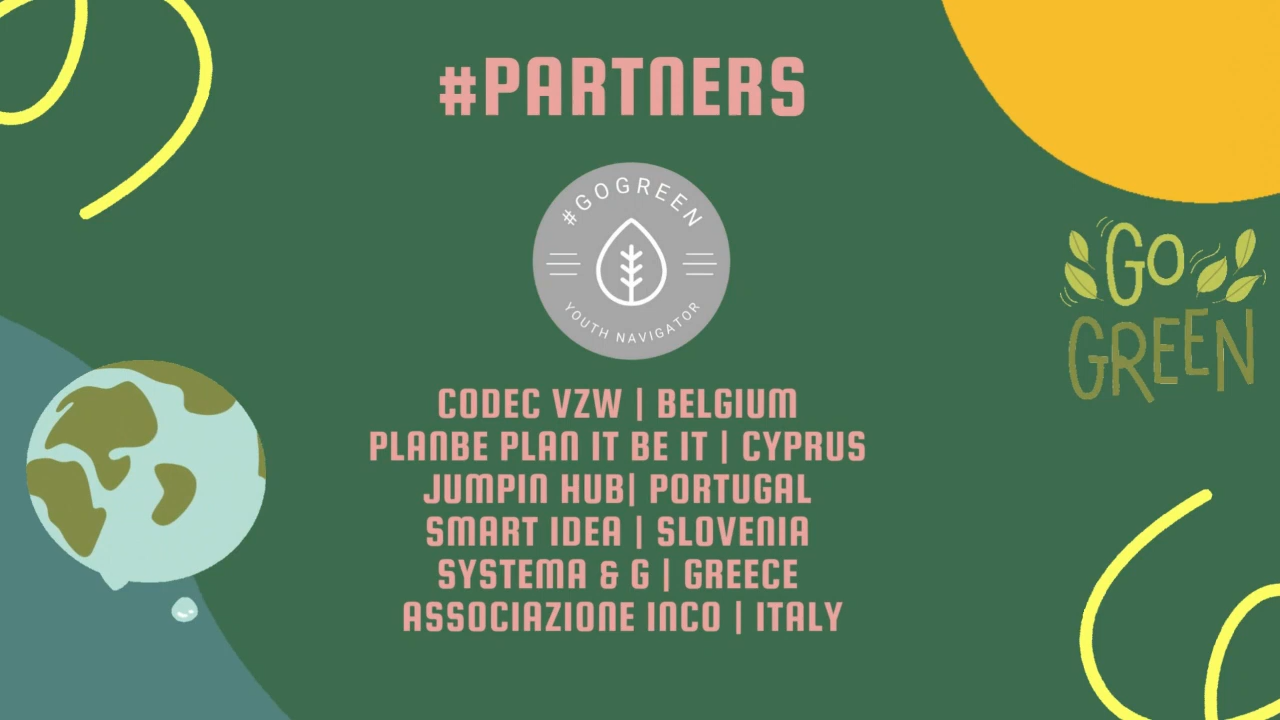 #PARTNERS
#GOGREEN
YOUTH NAVIGATOR
GO
GREEN
CODEC VZW | BELGIUM
PLANBE PLAN IT BE IT | CYPRUS
JUMPIN HUB| PORTUGAL
SMART IDEA | SLOVENIA
SYSTEMA & G | GREECE
ASSOCIAZIONE INCO | ITALY